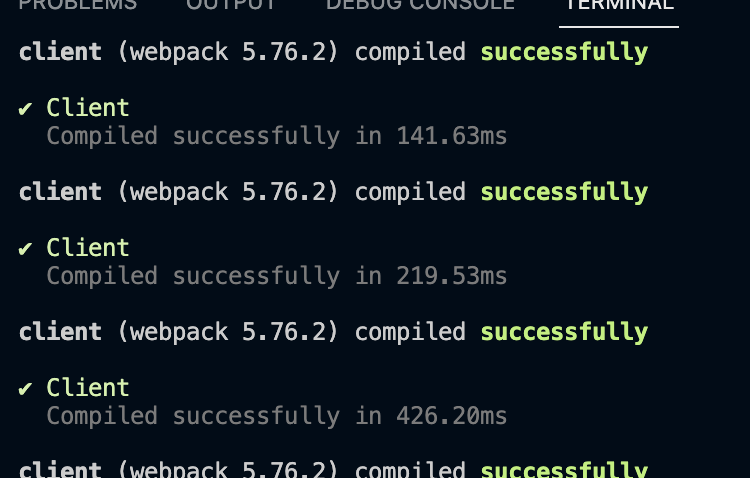 PROBLEMS OUTPUT DEBUG CONSOLE TERMINAL
client (webpack 5.76.2) compiled successfully
✔ Client
Compiled successfully in 141.63ms
client (webpack 5.76.2) compiled successfully
✔ Client
Compiled successfully in 219.53ms
client (webpack 5.76.2) compiled successfully
✔ Client
Compiled successfully in 426.20ms
client (webpack 5.76.2) compiled successfully